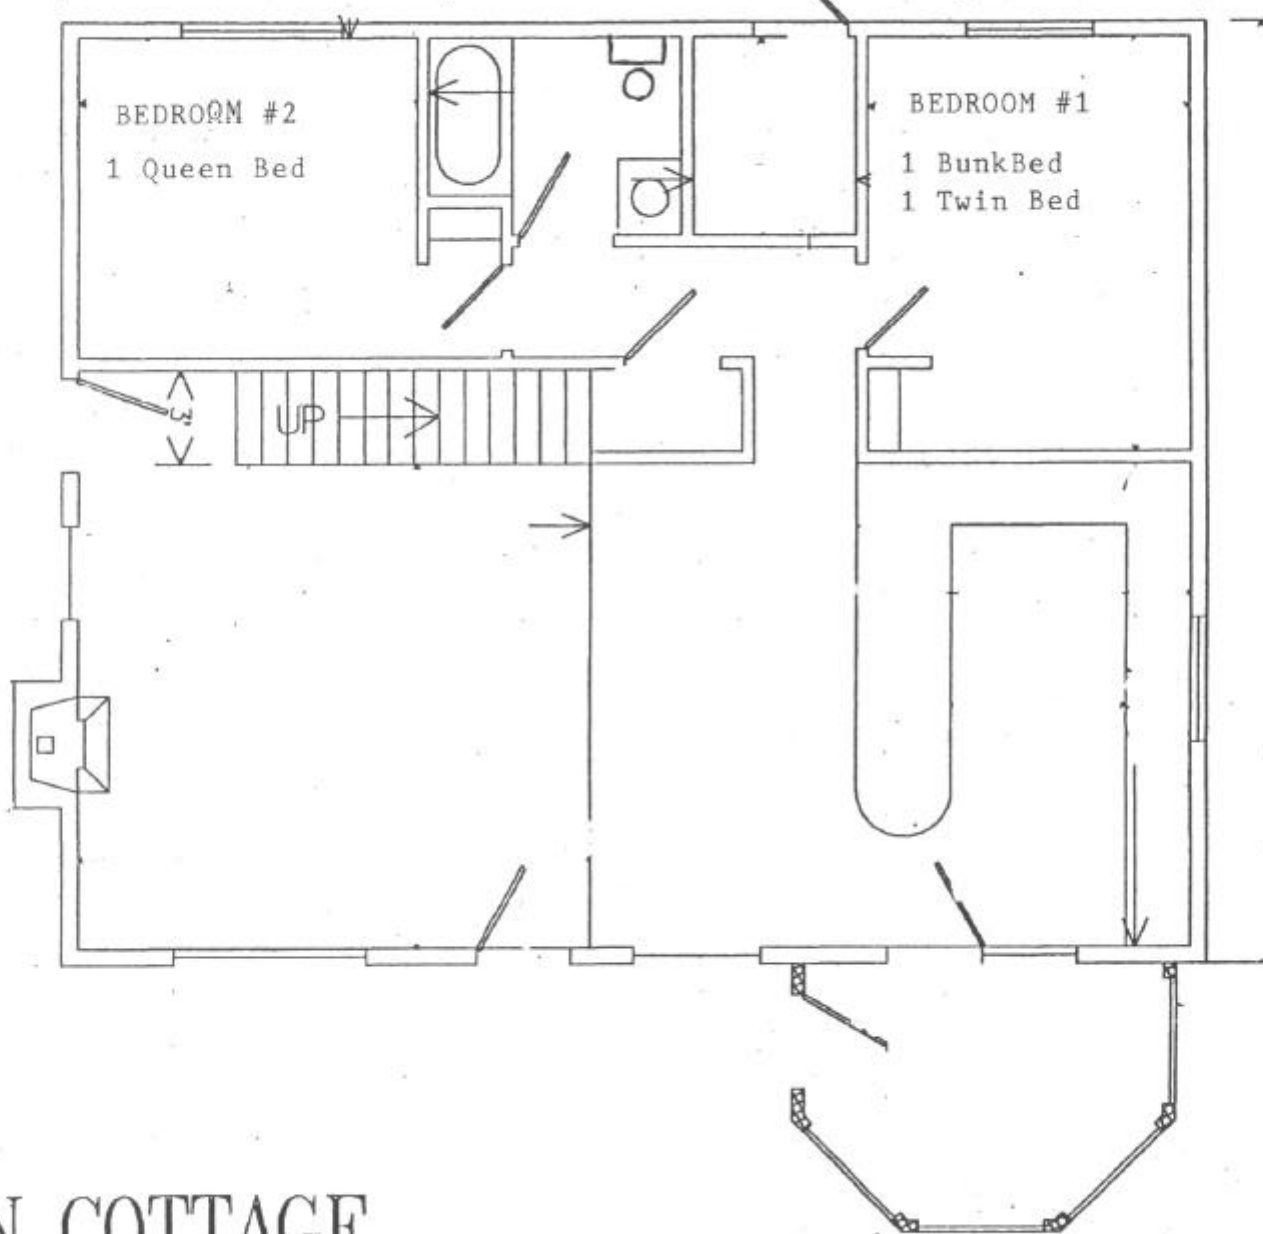 BEDROOM #2
1 Queen Bed
BEDROOM #1
1 BunkBed
1 Twin Bed
UP
3'
N COTTAGE